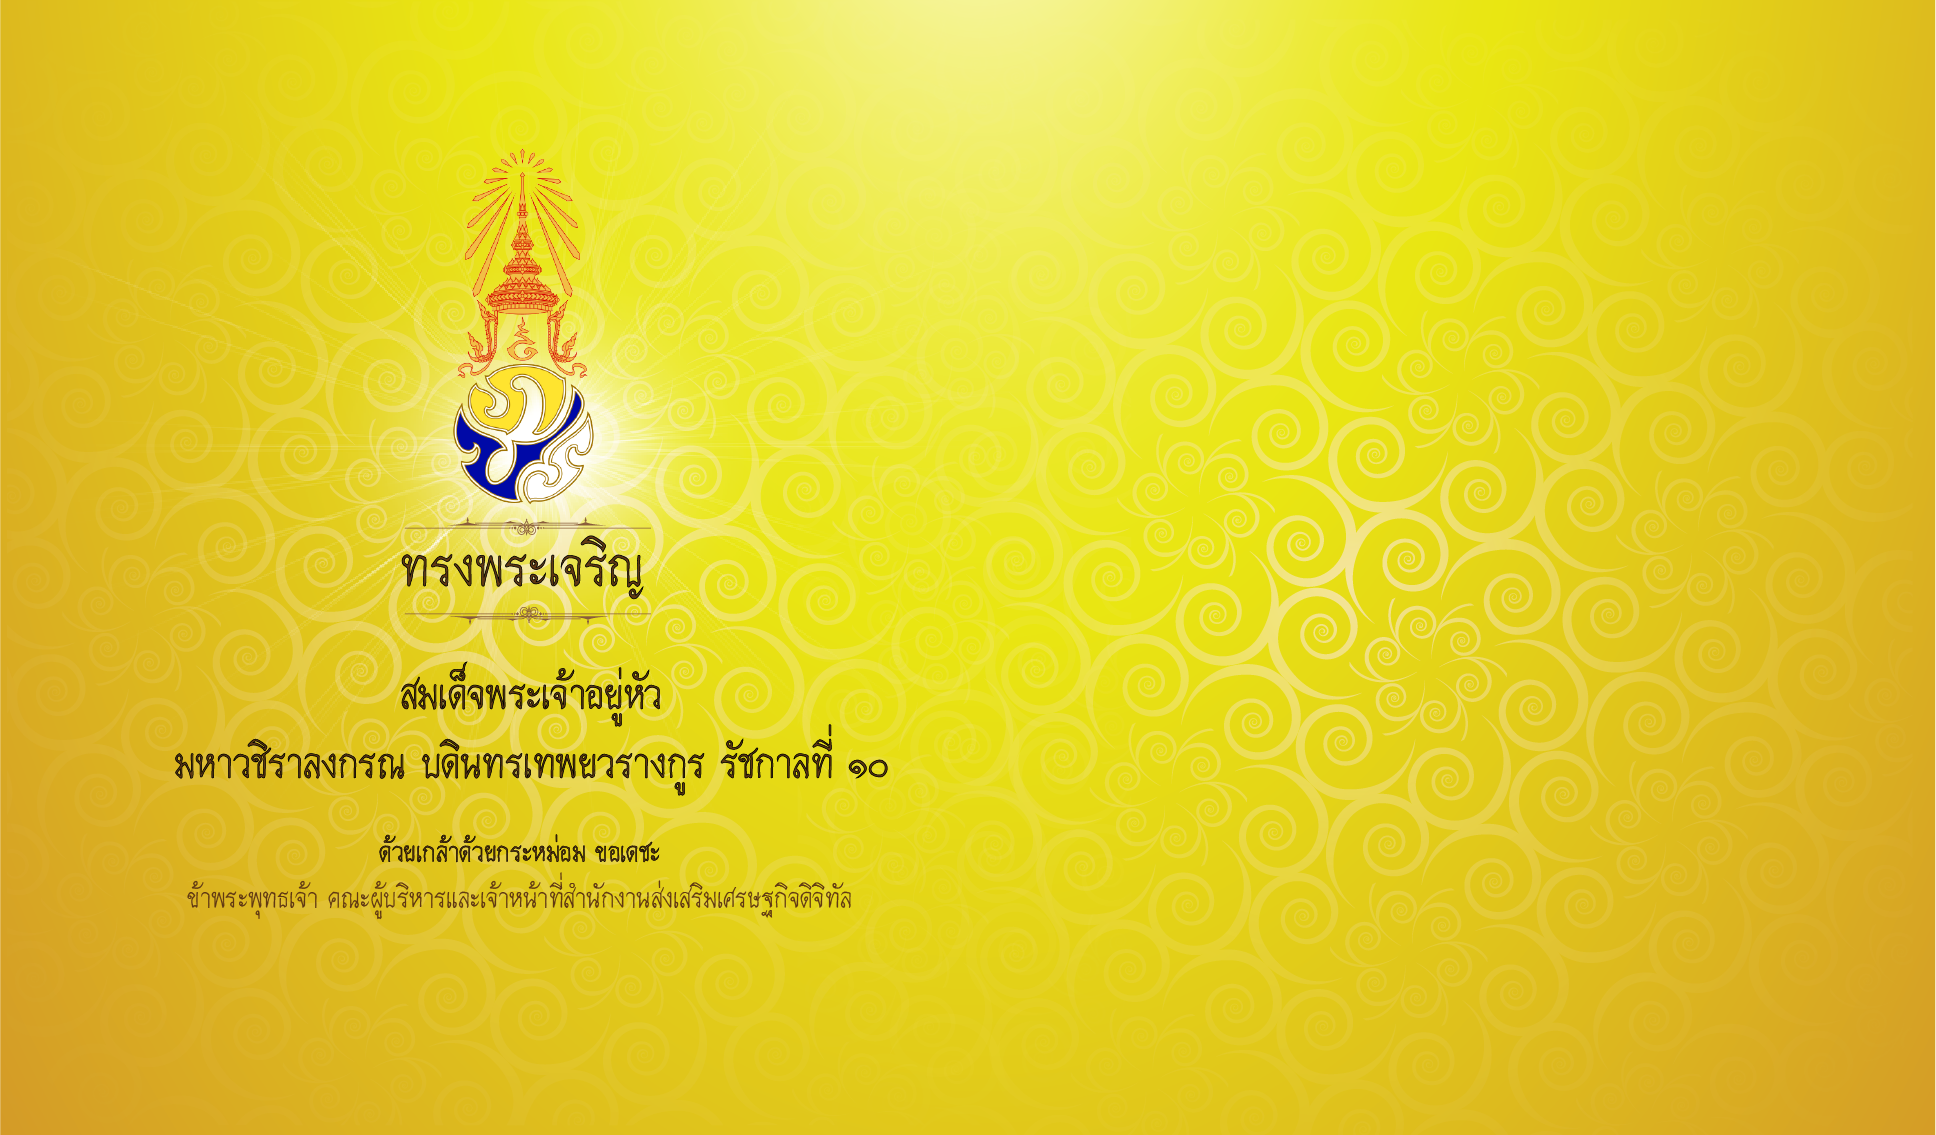 ทรงพระเจริญ
สมเด็จพระเจ้าอยู่หัว
มหาวชิราลงกรณ บดินทรเทพยวรางกูร รัชกาลที่ ๑๐
ด้วยเกล้าด้วยกระหม่อม ขอเดชะ
ข้าพระพุทธเจ้า คณะผู้บริหารและเจ้าหน้าที่สำนักงานส่งเสริมเศรษฐกิจดิจิทัล